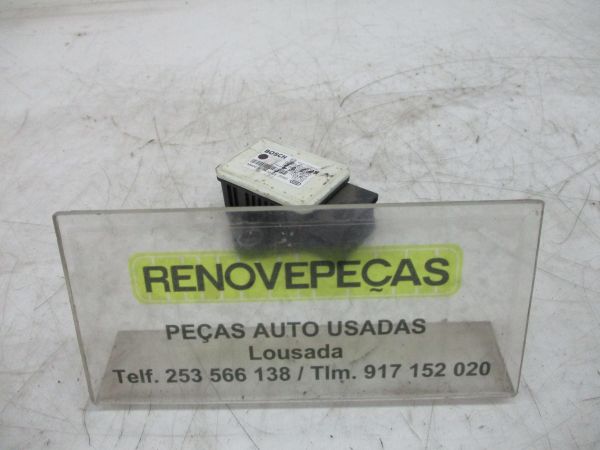 BOSCH
RENOVEPEÇAS
PEÇAS AUTO USADAS
Lousada
Telf. 253 566 138 / Tlm. 917 152 020